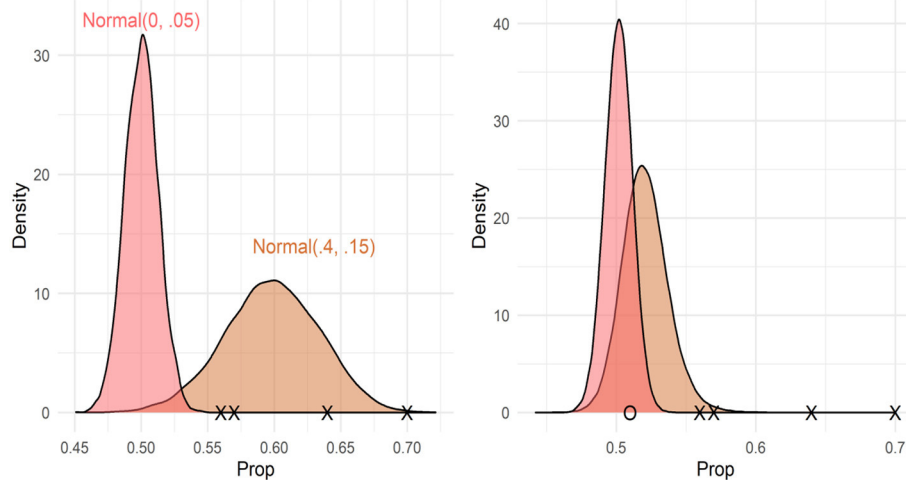 Normal(0, .05)
Normal(.4, .15)
Density
30
20
10
0
0.45 0.50 0.55 0.60 0.65 0.70
Prop
X X X X
Density
40
30
20
10
0
0.5 0.6 0.7
Prop
O X X X X